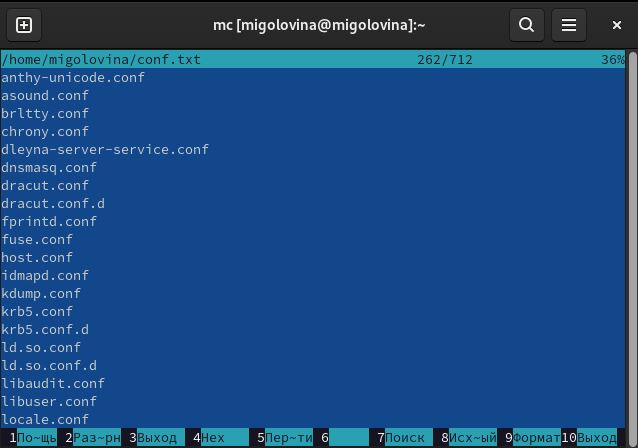 mc [migolovina@migolovina]:~
/home/migolovina/conf.txt 262/712 36%
anthy-unicode.conf
asound.conf
brltty.conf
chrony.conf
dleyna-server-service.conf
dnsmasq.conf
dracut.conf
dracut.conf.d
fprintd.conf
fuse.conf
host.conf
idmapd.conf
kdump.conf
krb5.conf
krb5.conf.d
ld.so.conf
ld.so.conf.d
libaudit.conf
libuser.conf
locale.conf
1По~щь 2Раз~рн 3Выход 4Hex 5Пер~ти 6 7Поиск 8Исх~ый 9Формат 10Выход